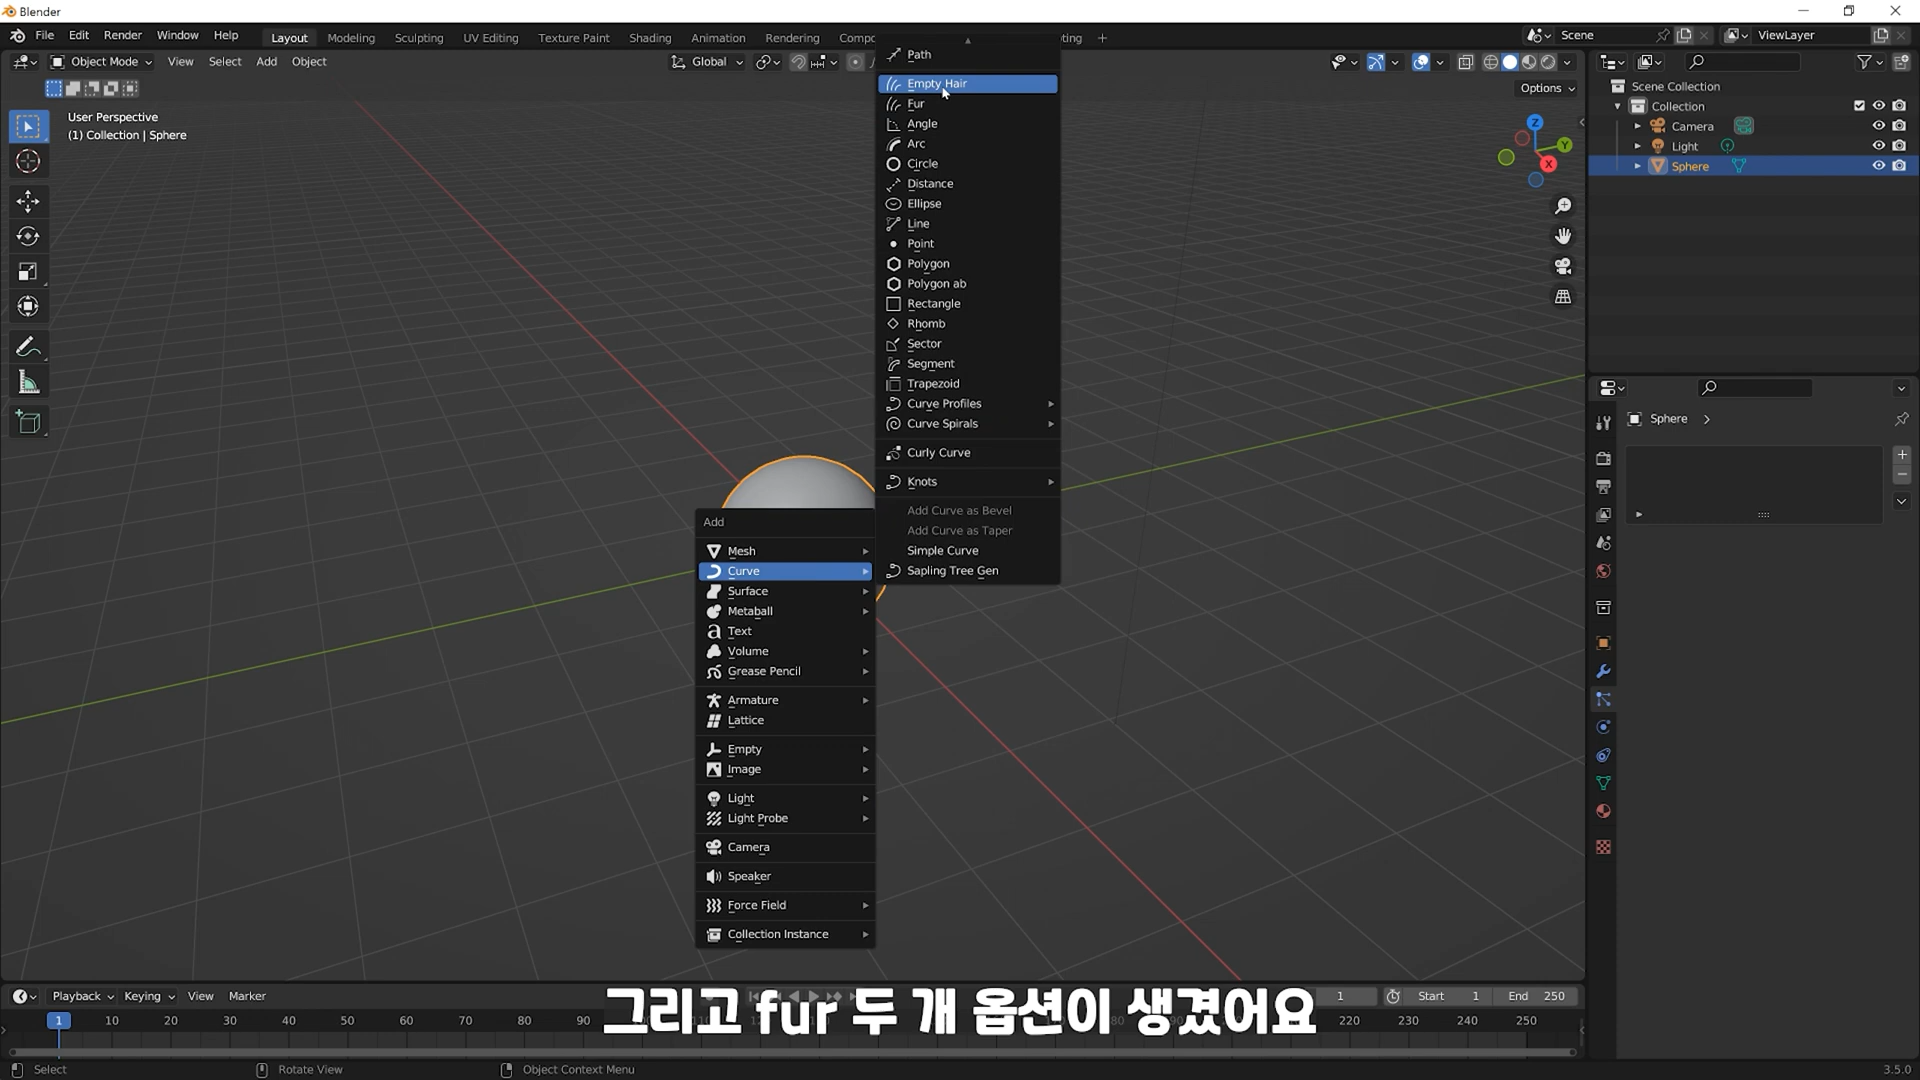 Blender
File Edit Render Window Help Layout Modeling Sculpting UV Editing Texture Paint Shading Animation Rendering Compo ting + Scene ViewLayer
Object Mode View Select Add Object Global
Options
User Perspective
(1) Collection | Sphere
Z
Y
X
Path
Empty Hair
Fur
Angle
Arc
Circle
Distance
Ellipse
Line
Point
Polygon
Polygon ab
Rectangle
Rhomb
Sector
Segment
Trapezoid
Curve Profiles
Curve Spirals
Curly Curve
Knots
Add Curve as Bevel
Add Curve as Taper
Simple Curve
Sapling Tree Gen
Add
Mesh
Curve
Surface
Metaball
Text
Volume
Grease Pencil
Armature
Lattice
Empty
Image
Light
Light Probe
Camera
Speaker
Force Field
Collection Instance
Scene Collection
Collection
Camera
Light
Sphere
Sphere
Playback Keying View Marker
1 Start 1 End 250
그리고 fur 두 개 옵션이 생겼어요
1 10 20 30 40 50 60 70 80 90 220 230 240 250
Select Rotate View Object Context Menu 3.5.0